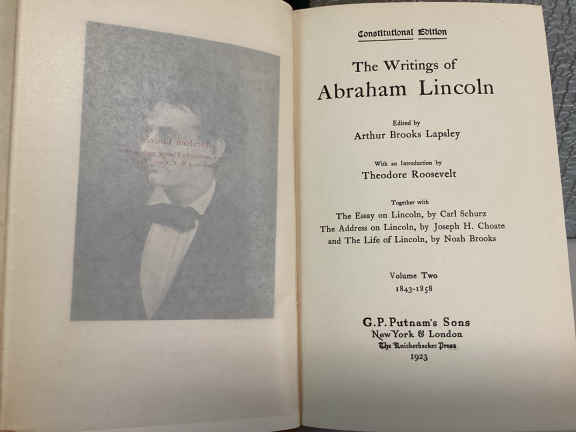 Constitutional Edition
The Writings of
Abraham Lincoln
Edited by
Arthur Brooks Lapsley
With an Introduction by
Theodore Roosevelt
Together with
The Essay on Lincoln, by Carl Schurz
The Address on Lincoln, by Joseph H. Choate
and The Life of Lincoln, by Noah Brooks
Volume Two
1843-1858
G. P. Putnam's Sons
New York & London
The Knickerbocker Press
1923